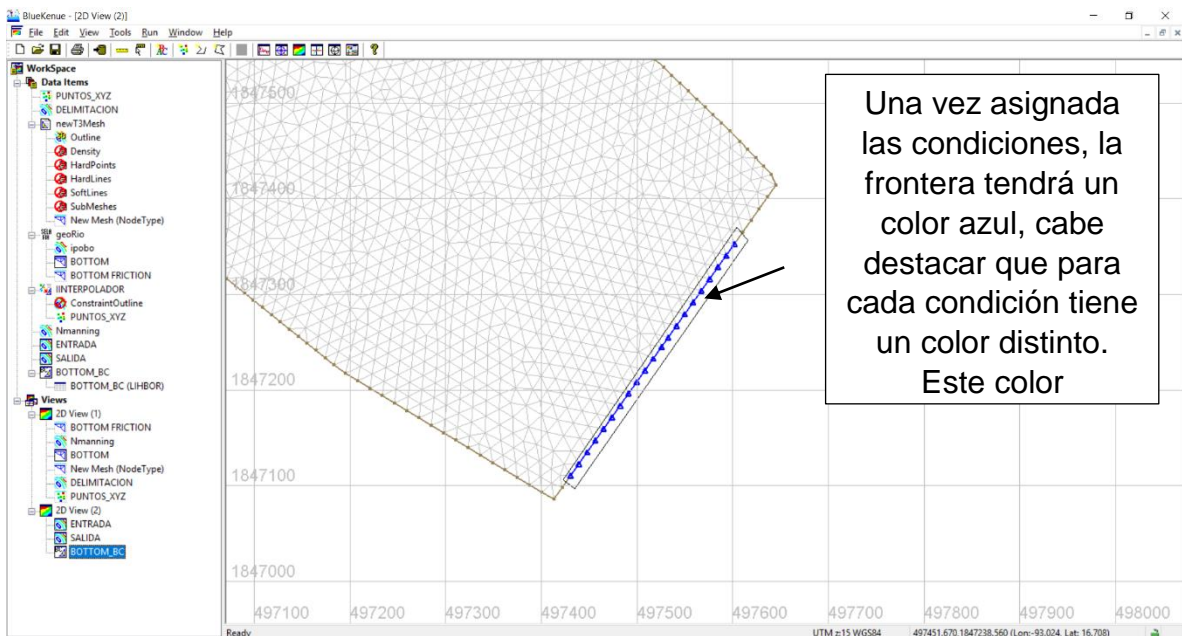 BlueKenue - [2D View (2)]
File Edit View Tools Run Window Help
WorkSpace
Data Items
PUNTOS_XYZ
DELIMITACION
newT3Mesh
Outline
Density
HardPoints
HardLines
SoftLines
SubMeshes
New Mesh (NodeType)
geoRio
ipobo
BOTTOM
BOTTOM FRICTION
IINTERPOLADOR
ConstraintOutline
PUNTOS_XYZ
Nmanning
ENTRADA
SALIDA
BOTTOM_BC
BOTTOM_BC (LIHBOR)
Views
2D View (1)
BOTTOM FRICTION
Nmanning
BOTTOM
New Mesh (NodeType)
DELIMITACION
PUNTOS_XYZ
2D View (2)
ENTRADA
SALIDA
BOTTOM_BC
1847500
1847400
1847300
1847200
1847100
1847000
497100 497200 497300 497400 497500 497600 497700 497800 497900 498000
Una vez asignada
las condiciones, la
frontera tendrá un
color azul, cabe
destacar que para
cada condición tiene
un color distinto.
Este color
Ready
UTM z:15 WGS84 497451.670,1847238.560 (Lon:-93.024, Lat: 16.708)